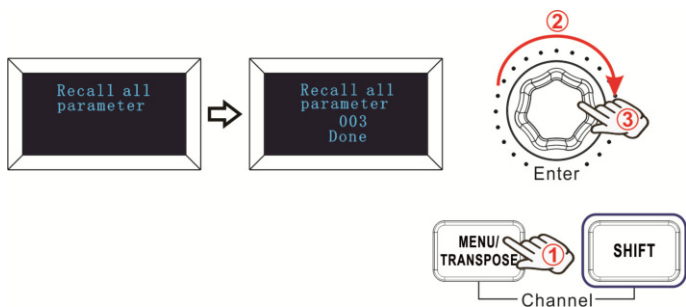 Recall all
parameter
Recall all
parameter
003
Done
②
③
Enter
MENU/
TRANSPOSE
①
SHIFT
Channel